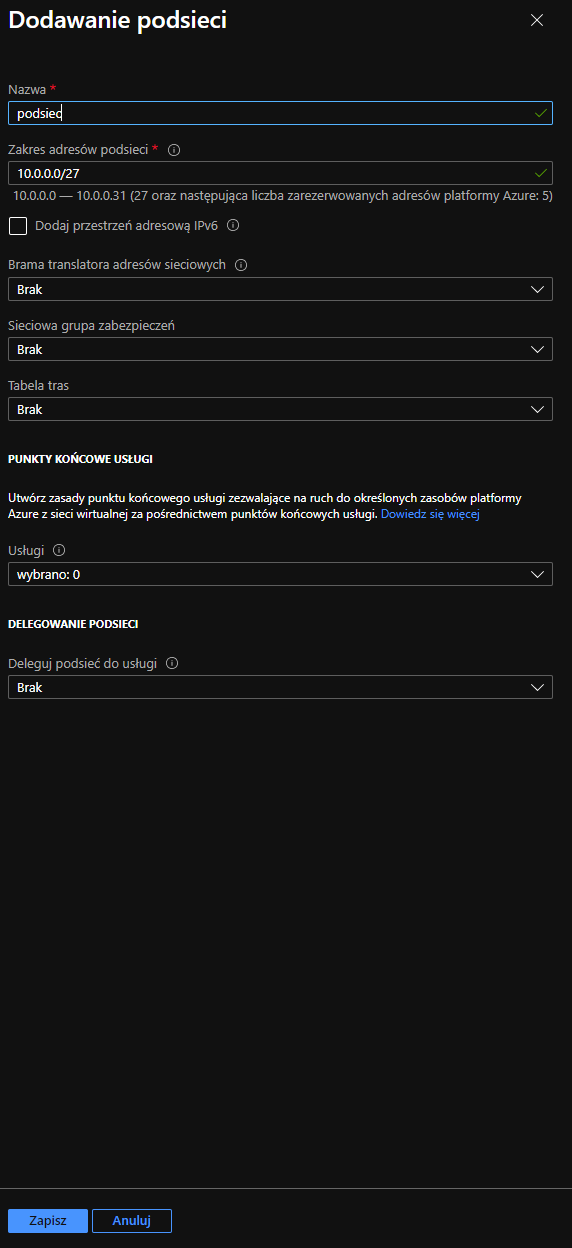 Dodawanie podsieci
Nazwa *
podsiec
Zakres adresów podsieci *
10.0.0.0/27
10.0.0.0 — 10.0.0.31 (27 oraz następująca liczba zarezerwowanych adresów platformy Azure: 5)
Dodaj przestrzeń adresową IPv6
Brama translatora adresów sieciowych
Brak
Sieciowa grupa zabezpieczeń
Brak
Tabela tras
Brak
PUNKTY KOŃCOWE USŁUGI
Utwórz zasady punktu końcowego usługi zezwalające na ruch do określonych zasobów platformy
Azure z sieci wirtualnej za pośrednictwem punktów końcowych usługi. Dowiedz się więcej
Usługi
wybrano: 0
DELEGOWANIE PODSIECI
Deleguj podsieć do usługi
Brak
Zapisz
Anuluj